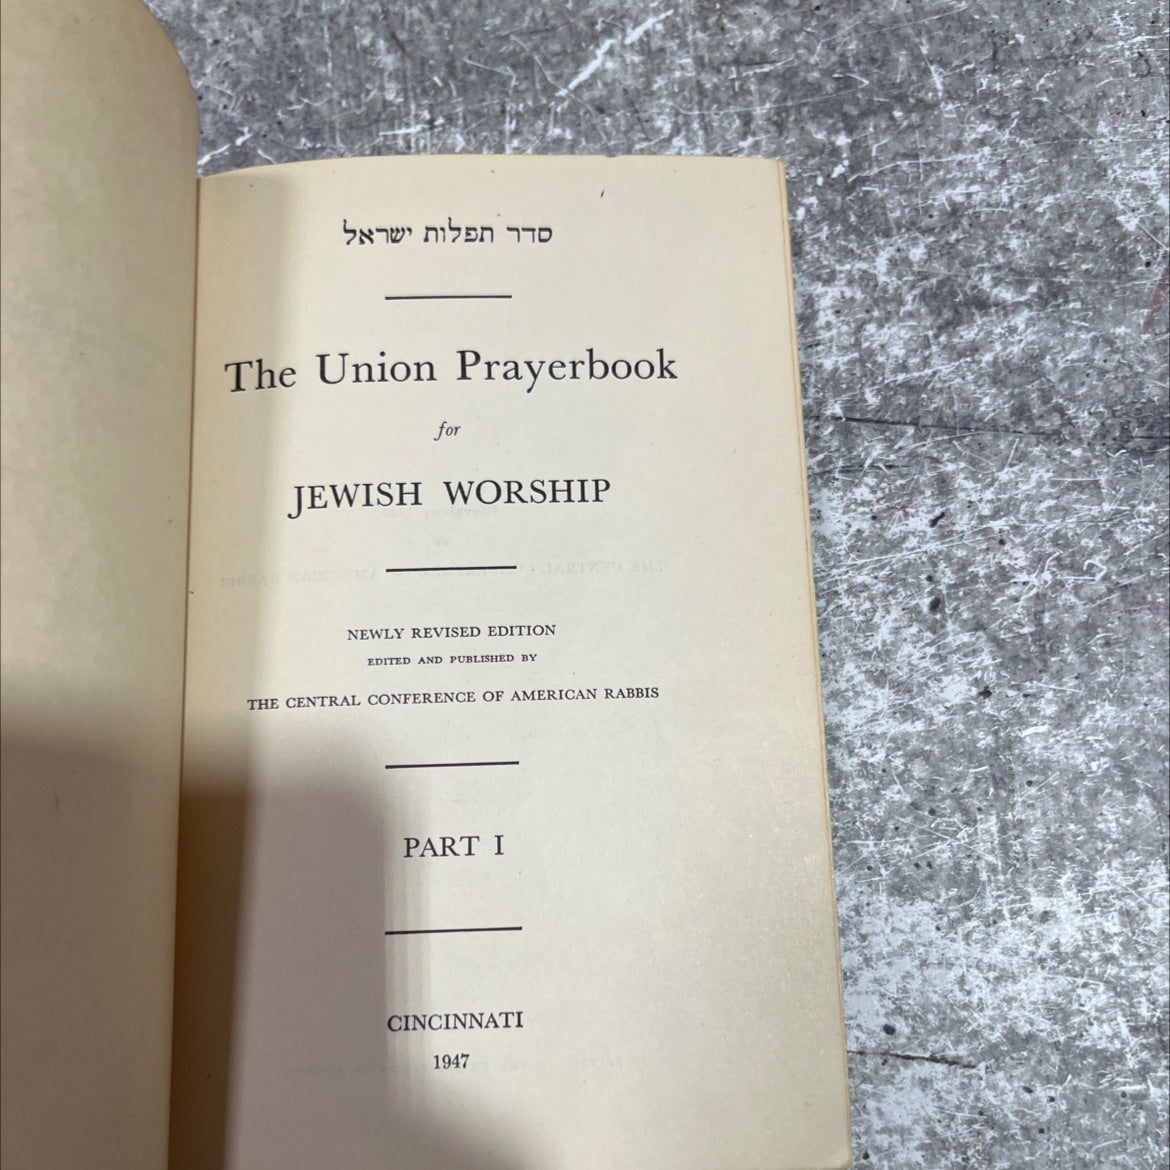 סדר תפלות ישראל
The Union Prayerbook
for
JEWISH WORSHIP
NEWLY REVISED EDITION
EDITED AND PUBLISHED BY
THE CENTRAL CONFERENCE OF AMERICAN RABBIS
PART I
CINCINNATI
1947